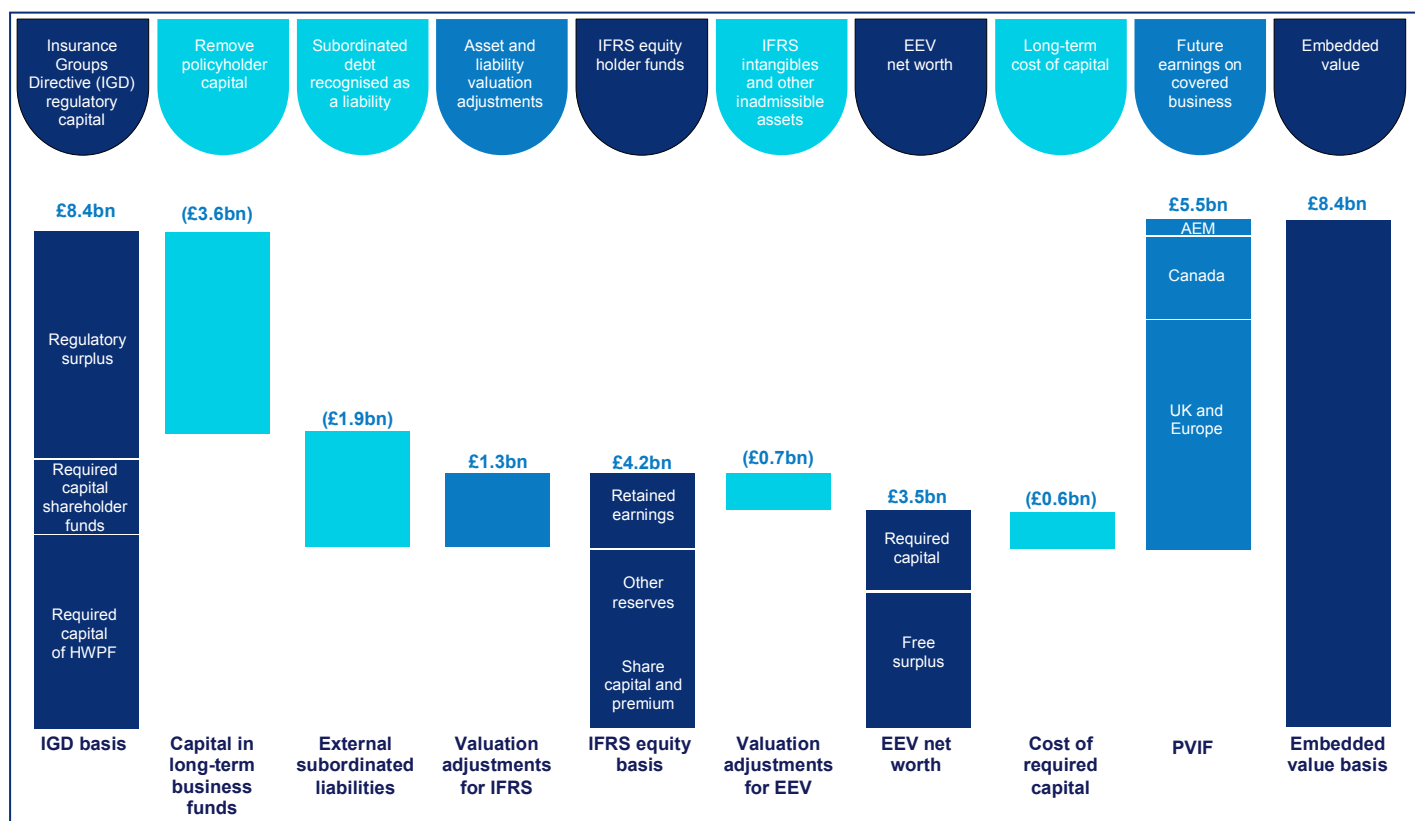 Insurance
Groups
Directive (IGD)
regulatory
capital
Remove
policyholder
capital
Subordinated
debt
recognised as
a liability
Asset and
liability
valuation
adjustments
IFRS equity
holder funds
IFRS
intangibles
and other
inadmissible
assets
EEV
net worth
Long-term
cost of capital
Future
earnings on
covered
business
Embedded
value
£8.4bn
Regulatory
surplus
Required
capital
shareholder
funds
Required
capital
of HWPF
IGD basis
(£3.6bn)
Capital in
long-term
business
funds
(£1.9bn)
External
subordinated
liabilities
£1.3bn
Valuation
adjustments
for IFRS
£4.2bn
Retained
earnings
Other
reserves
Share
capital and
premium
IFRS equity
basis
(£0.7bn)
Valuation
adjustments
for EEV
£3.5bn
Required
capital
Free
surplus
EEV net
worth
(£0.6bn)
Cost of
required
capital
£5.5bn
AEM
Canada
UK and
Europe
PVIF
£8.4bn
Embedded
value basis